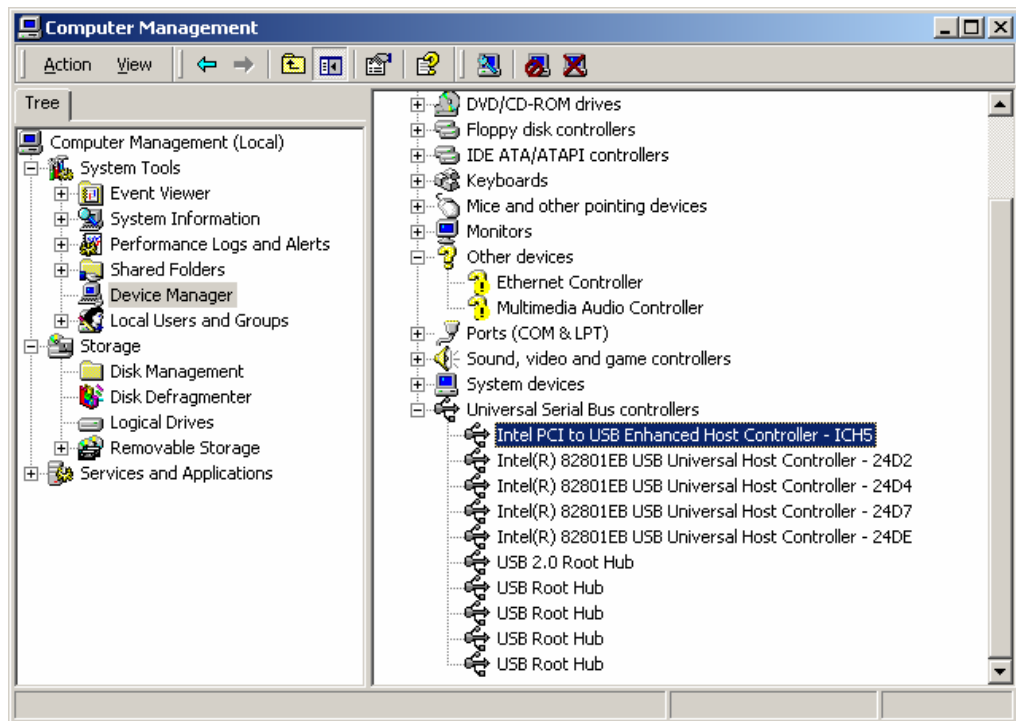 Computer Management
Action View
Tree
Computer Management (Local)
System Tools
Event Viewer
System Information
Performance Logs and Alerts
Shared Folders
Device Manager
Local Users and Groups
Storage
Disk Management
Disk Defragmenter
Logical Drives
Removable Storage
Services and Applications
DVD/CD-ROM drives
Floppy disk controllers
IDE ATA/ATAPI controllers
Keyboards
Mice and other pointing devices
Monitors
Other devices
Ethernet Controller
Multimedia Audio Controller
Ports (COM & LPT)
Sound, video and game controllers
System devices
Universal Serial Bus controllers
Intel PCI to USB Enhanced Host Controller - ICH5
Intel(R) 82801EB USB Universal Host Controller - 24D2
Intel(R) 82801EB USB Universal Host Controller - 24D4
Intel(R) 82801EB USB Universal Host Controller - 24D7
Intel(R) 82801EB USB Universal Host Controller - 24DE
USB 2.0 Root Hub
USB Root Hub
USB Root Hub
USB Root Hub
USB Root Hub